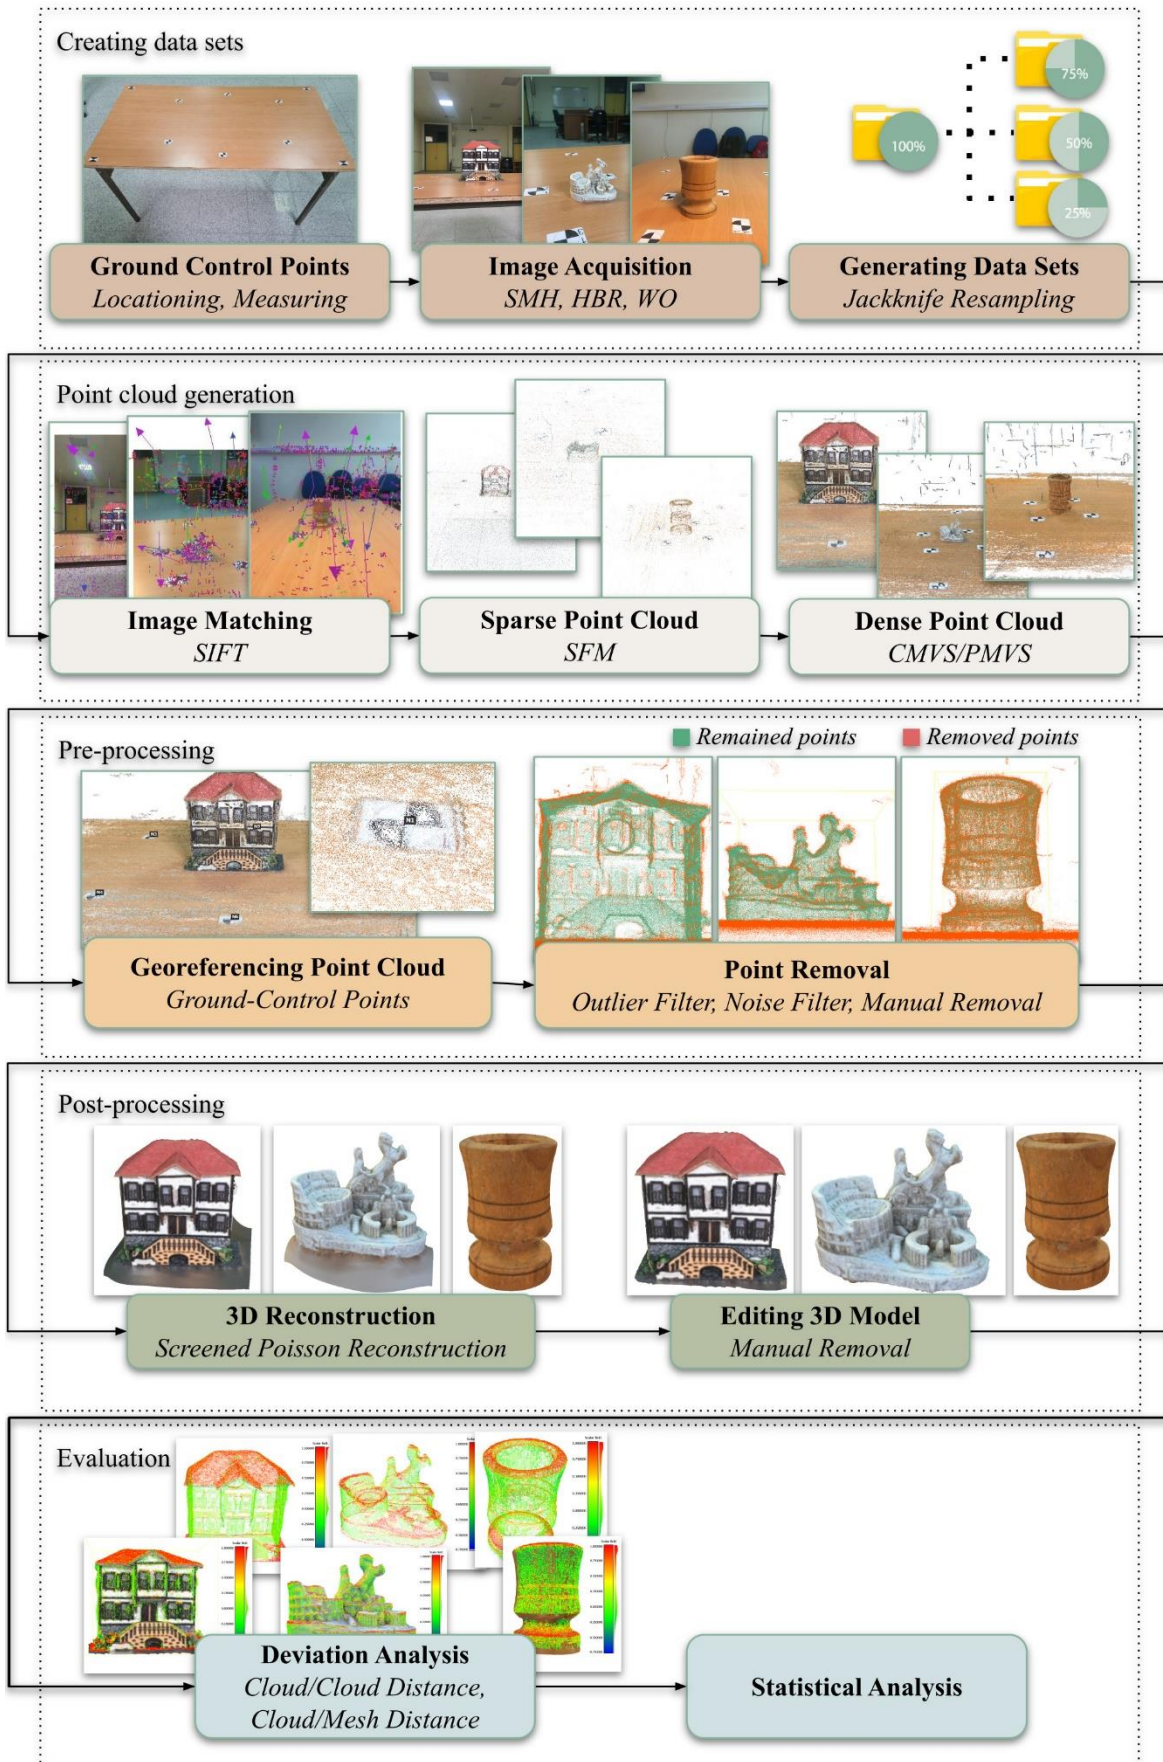 Creating data sets
75%
100%
50%
25%
Ground Control Points
Locationing, Measuring
Image Acquisition
SMH, HBR, WO
Generating Data Sets
Jackknife Resampling
Point cloud generation
Image Matching
SIFT
Sparse Point Cloud
SFM
Dense Point Cloud
CMVS/PMVS
Pre-processing
Remained points
Removed points
Georeferencing Point Cloud
Ground-Control Points
Point Removal
Outlier Filter, Noise Filter, Manual Removal
Post-processing
3D Reconstruction
Screened Poisson Reconstruction
Editing 3D Model
Manual Removal
Evaluation
Deviation Analysis
Cloud/Cloud Distance,
Cloud/Mesh Distance
Statistical Analysis